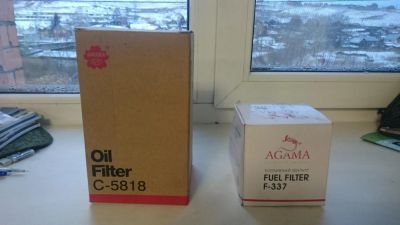 Oil
Filter
C-5818
AGAMA
FUEL FILTER
F-337